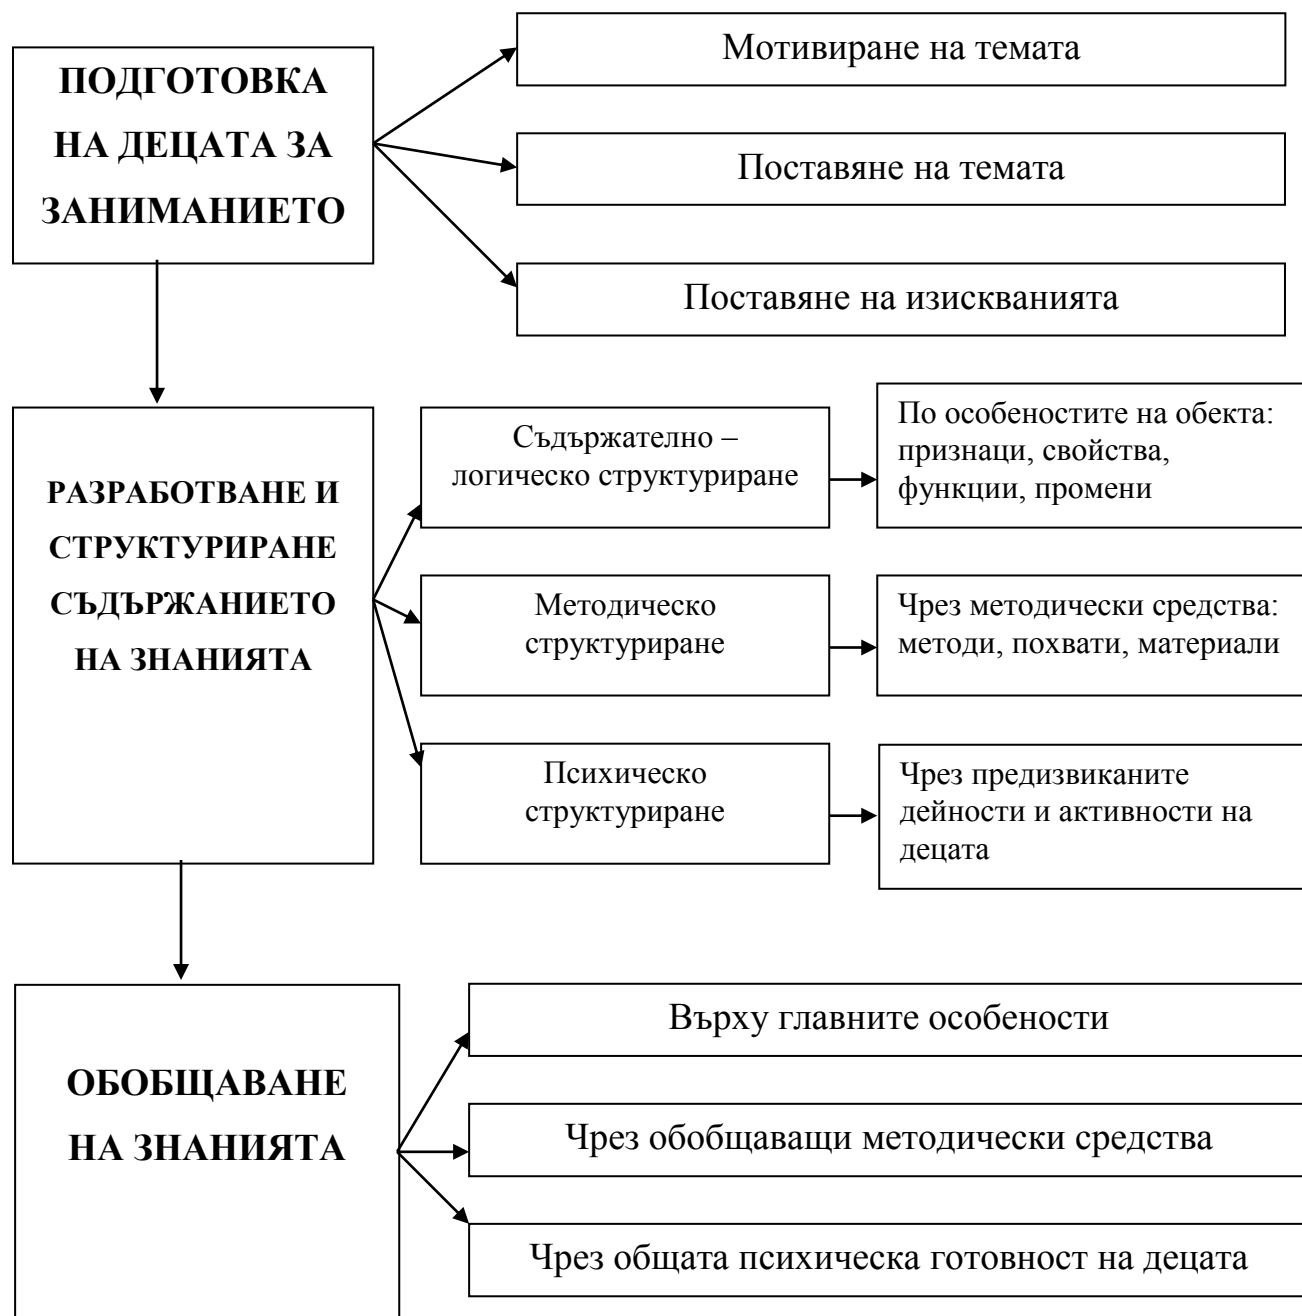 ПОДГОТОВКА
НА ДЕЦАТА ЗА
ЗАНИМАНИЕТО
Мотивиране на темата
Поставяне на темата
Поставяне на изискванията
РАЗРАБОТВАНЕ И
СТРУКТУРИРАНЕ
СЪДЪРЖАНИЕТО
НА ЗНАНИЯТА
Съдържателно –
логическо структуриране
По особеностите на обекта:
признаци, свойства,
функции, промени
Методическо
структуриране
Чрез методически средства:
методи, похвати, материали
Психическо
структуриране
Чрез предизвиканите
дейности и активности на
децата
ОБОБЩАВАНЕ
НА ЗНАНИЯТА
Върху главните особености
Чрез обобщаващи методически средства
Чрез общата психическа готовност на децата